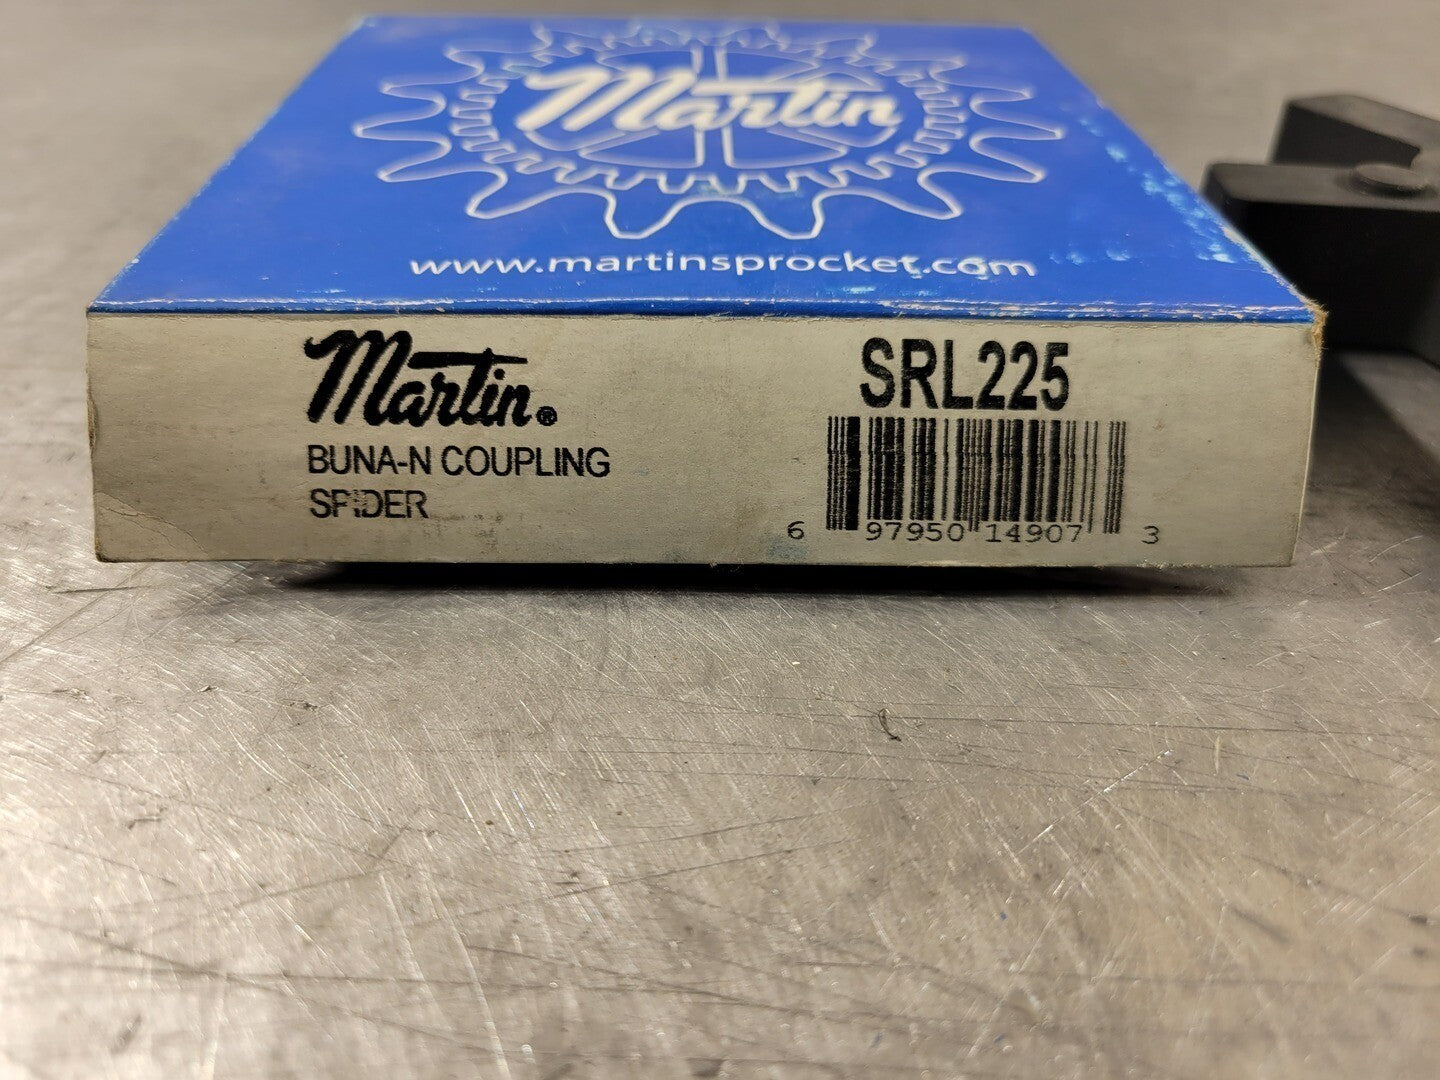 Martin
www.martinsprocket.com
Martin®
BUNA-N COUPLING
SPIDER
SRL225
6 97950 14907 3